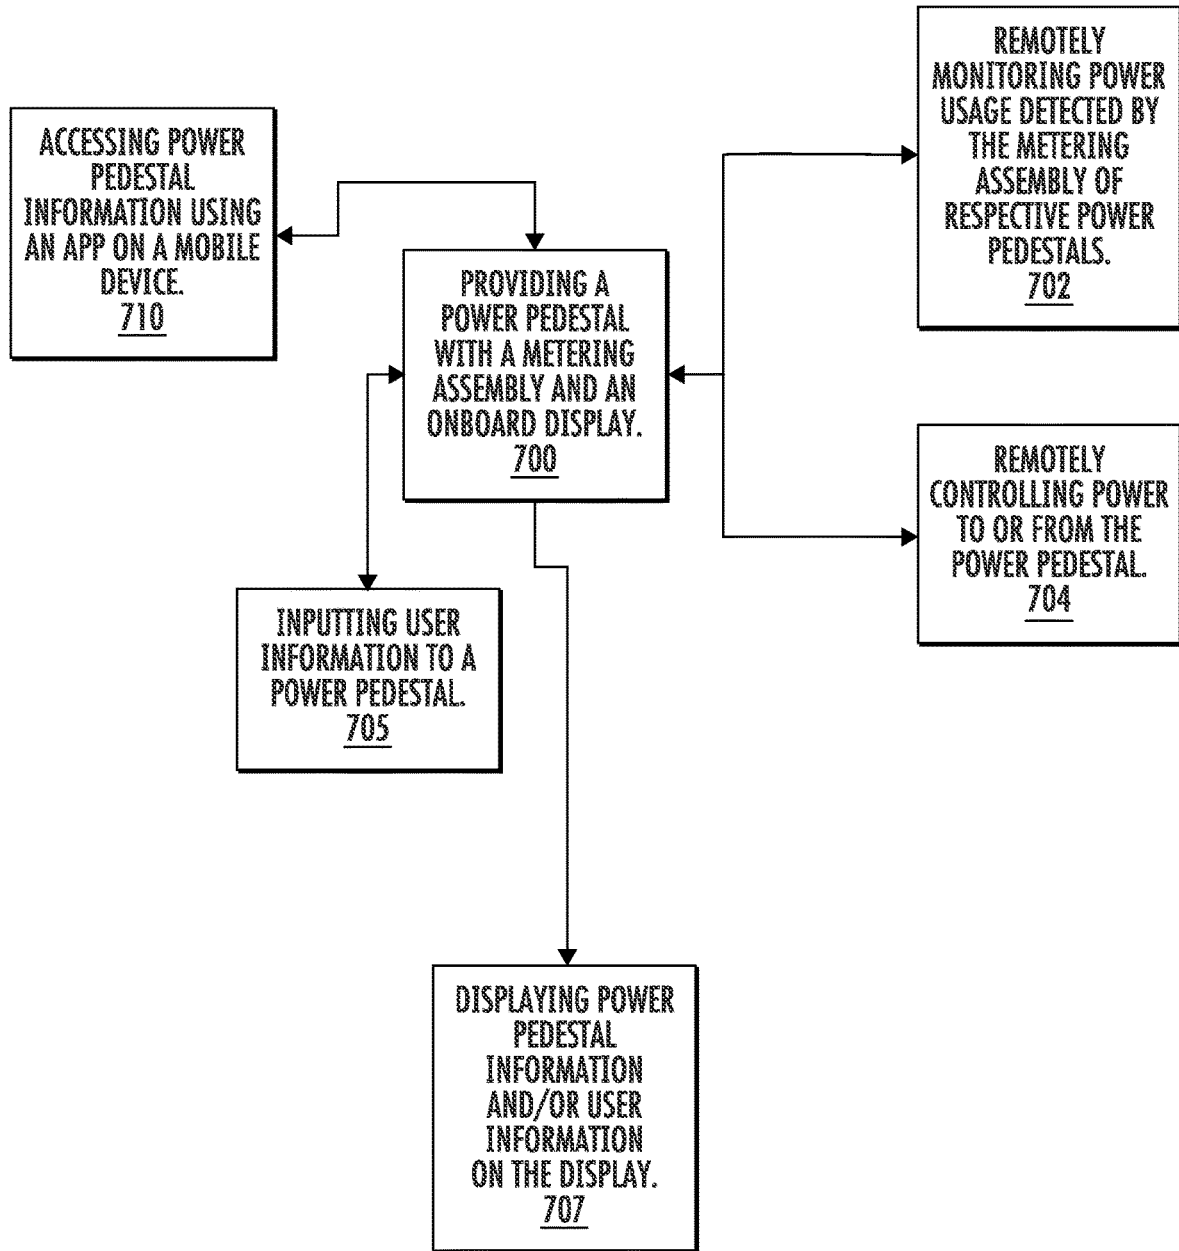 ACCESSING POWER
PEDESTAL
INFORMATION USING
AN APP ON A MOBILE
DEVICE.
710
PROVIDING A
POWER PEDESTAL
WITH A METERING
ASSEMBLY AND AN
ONBOARD DISPLAY.
700
REMOTELY
MONITORING POWER
USAGE DETECTED BY
THE METERING
ASSEMBLY OF
RESPECTIVE POWER
PEDESTALS.
702
REMOTELY
CONTROLLING POWER
TO OR FROM THE
POWER PEDESTAL.
704
INPUTTING USER
INFORMATION TO A
POWER PEDESTAL.
705
DISPLAYING POWER
PEDESTAL
INFORMATION
AND/OR USER
INFORMATION
ON THE DISPLAY.
707